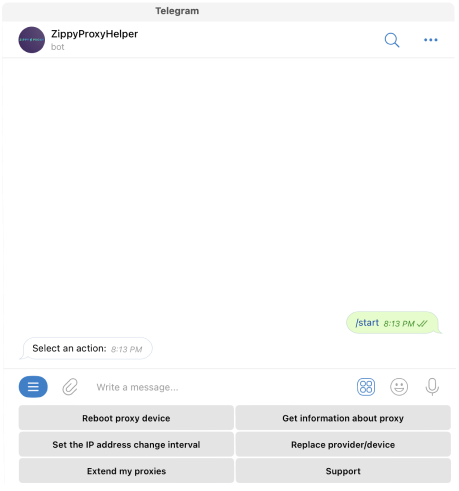 Telegram
ZippyProxyHelper
bot
/start 8:13 PM
Select an action: 8:13 PM
Write a message...
Reboot proxy device
Get information about proxy
Set the IP address change interval
Replace provider/device
Extend my proxies
Support